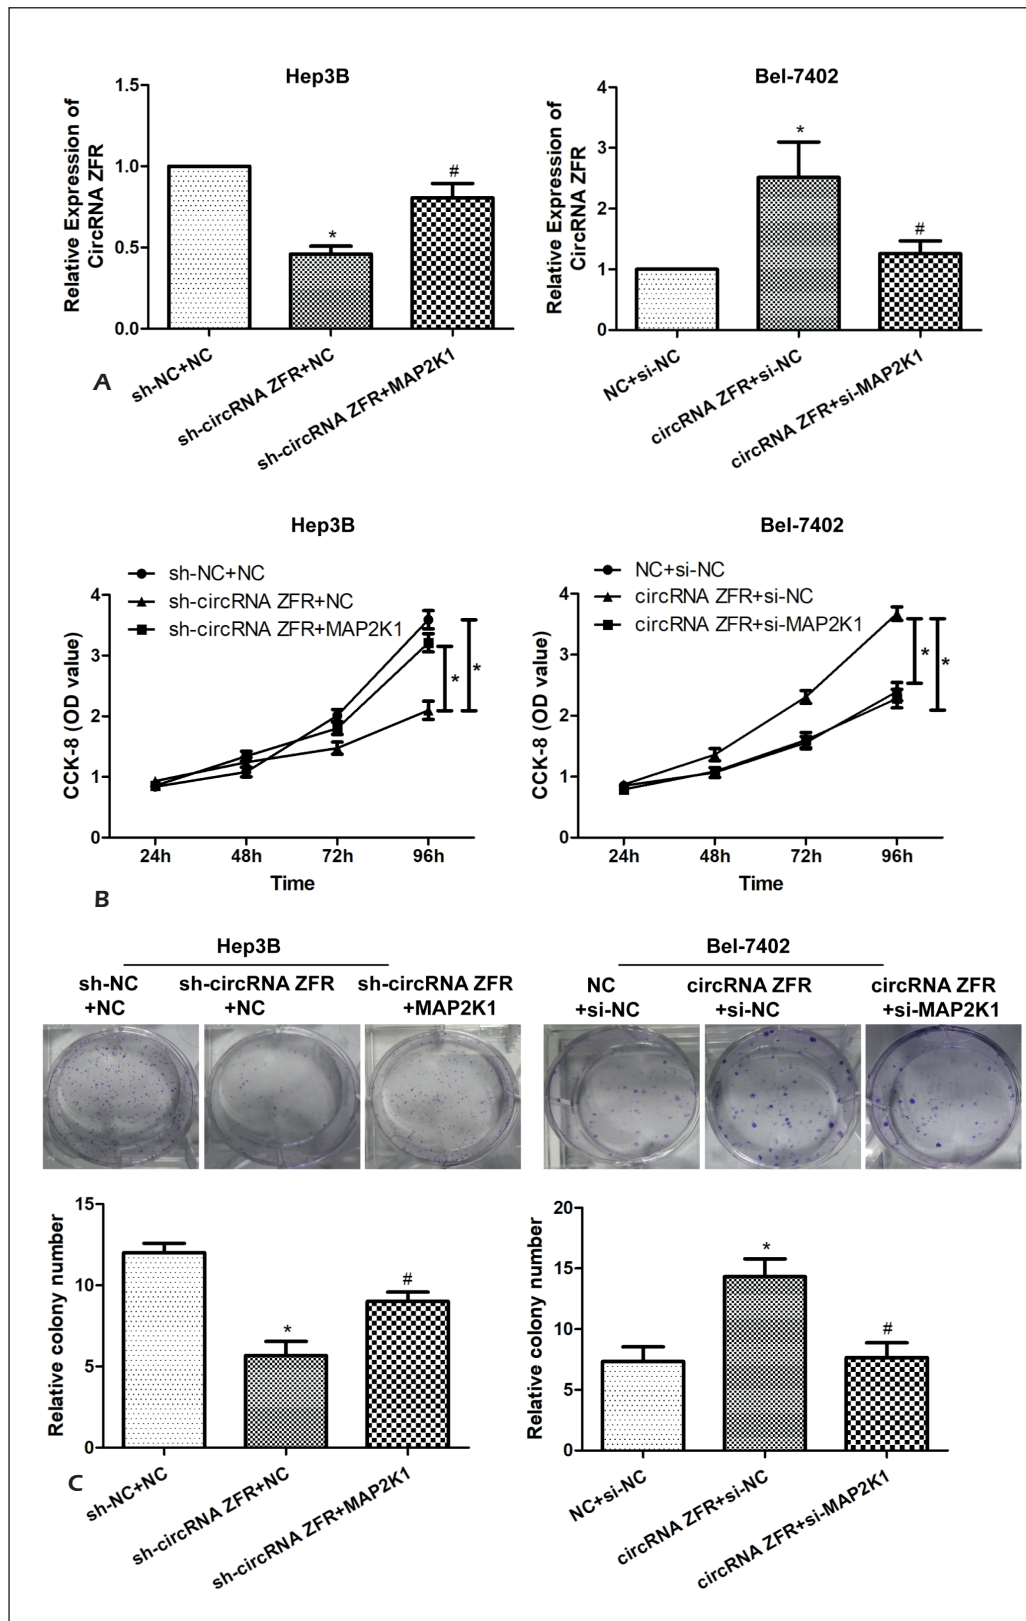 Hep3B
Relative Expression of
CircRNA ZFR
1.5
1.0
0.5
0.0
*
#
sh-NC+NC
sh-circRNA ZFR+NC
sh-circRNA ZFR+MAP2K1
Bel-7402
Relative Expression of
CircRNA ZFR
4
3
2
1
0
*
#
NC+si-NC
circRNA ZFR+si-NC
circRNA ZFR+si-MAP2K1
A
Hep3B
sh-NC+NC
sh-circRNA ZFR+NC
sh-circRNA ZFR+MAP2K1
CCK-8 (OD value)
4
3
2
1
0
*
*
24h 48h 72h 96h
Time
Bel-7402
NC+si-NC
circRNA ZFR+si-NC
circRNA ZFR+si-MAP2K1
CCK-8 (OD value)
4
3
2
1
0
*
*
24h 48h 72h 96h
Time
B
Hep3B
sh-NC
+NC
sh-circRNA ZFR
+NC
sh-circRNA ZFR
+MAP2K1
Bel-7402
NC
+si-NC
circRNA ZFR
+si-NC
circRNA ZFR
+si-MAP2K1
Relative colony number
15
10
5
0
*
#
sh-NC+NC
sh-circRNA ZFR+NC
sh-circRNA ZFR+MAP2K1
Relative colony number
20
15
10
5
0
*
#
NC+si-NC
circRNA ZFR+si-NC
circRNA ZFR+si-MAP2K1
C